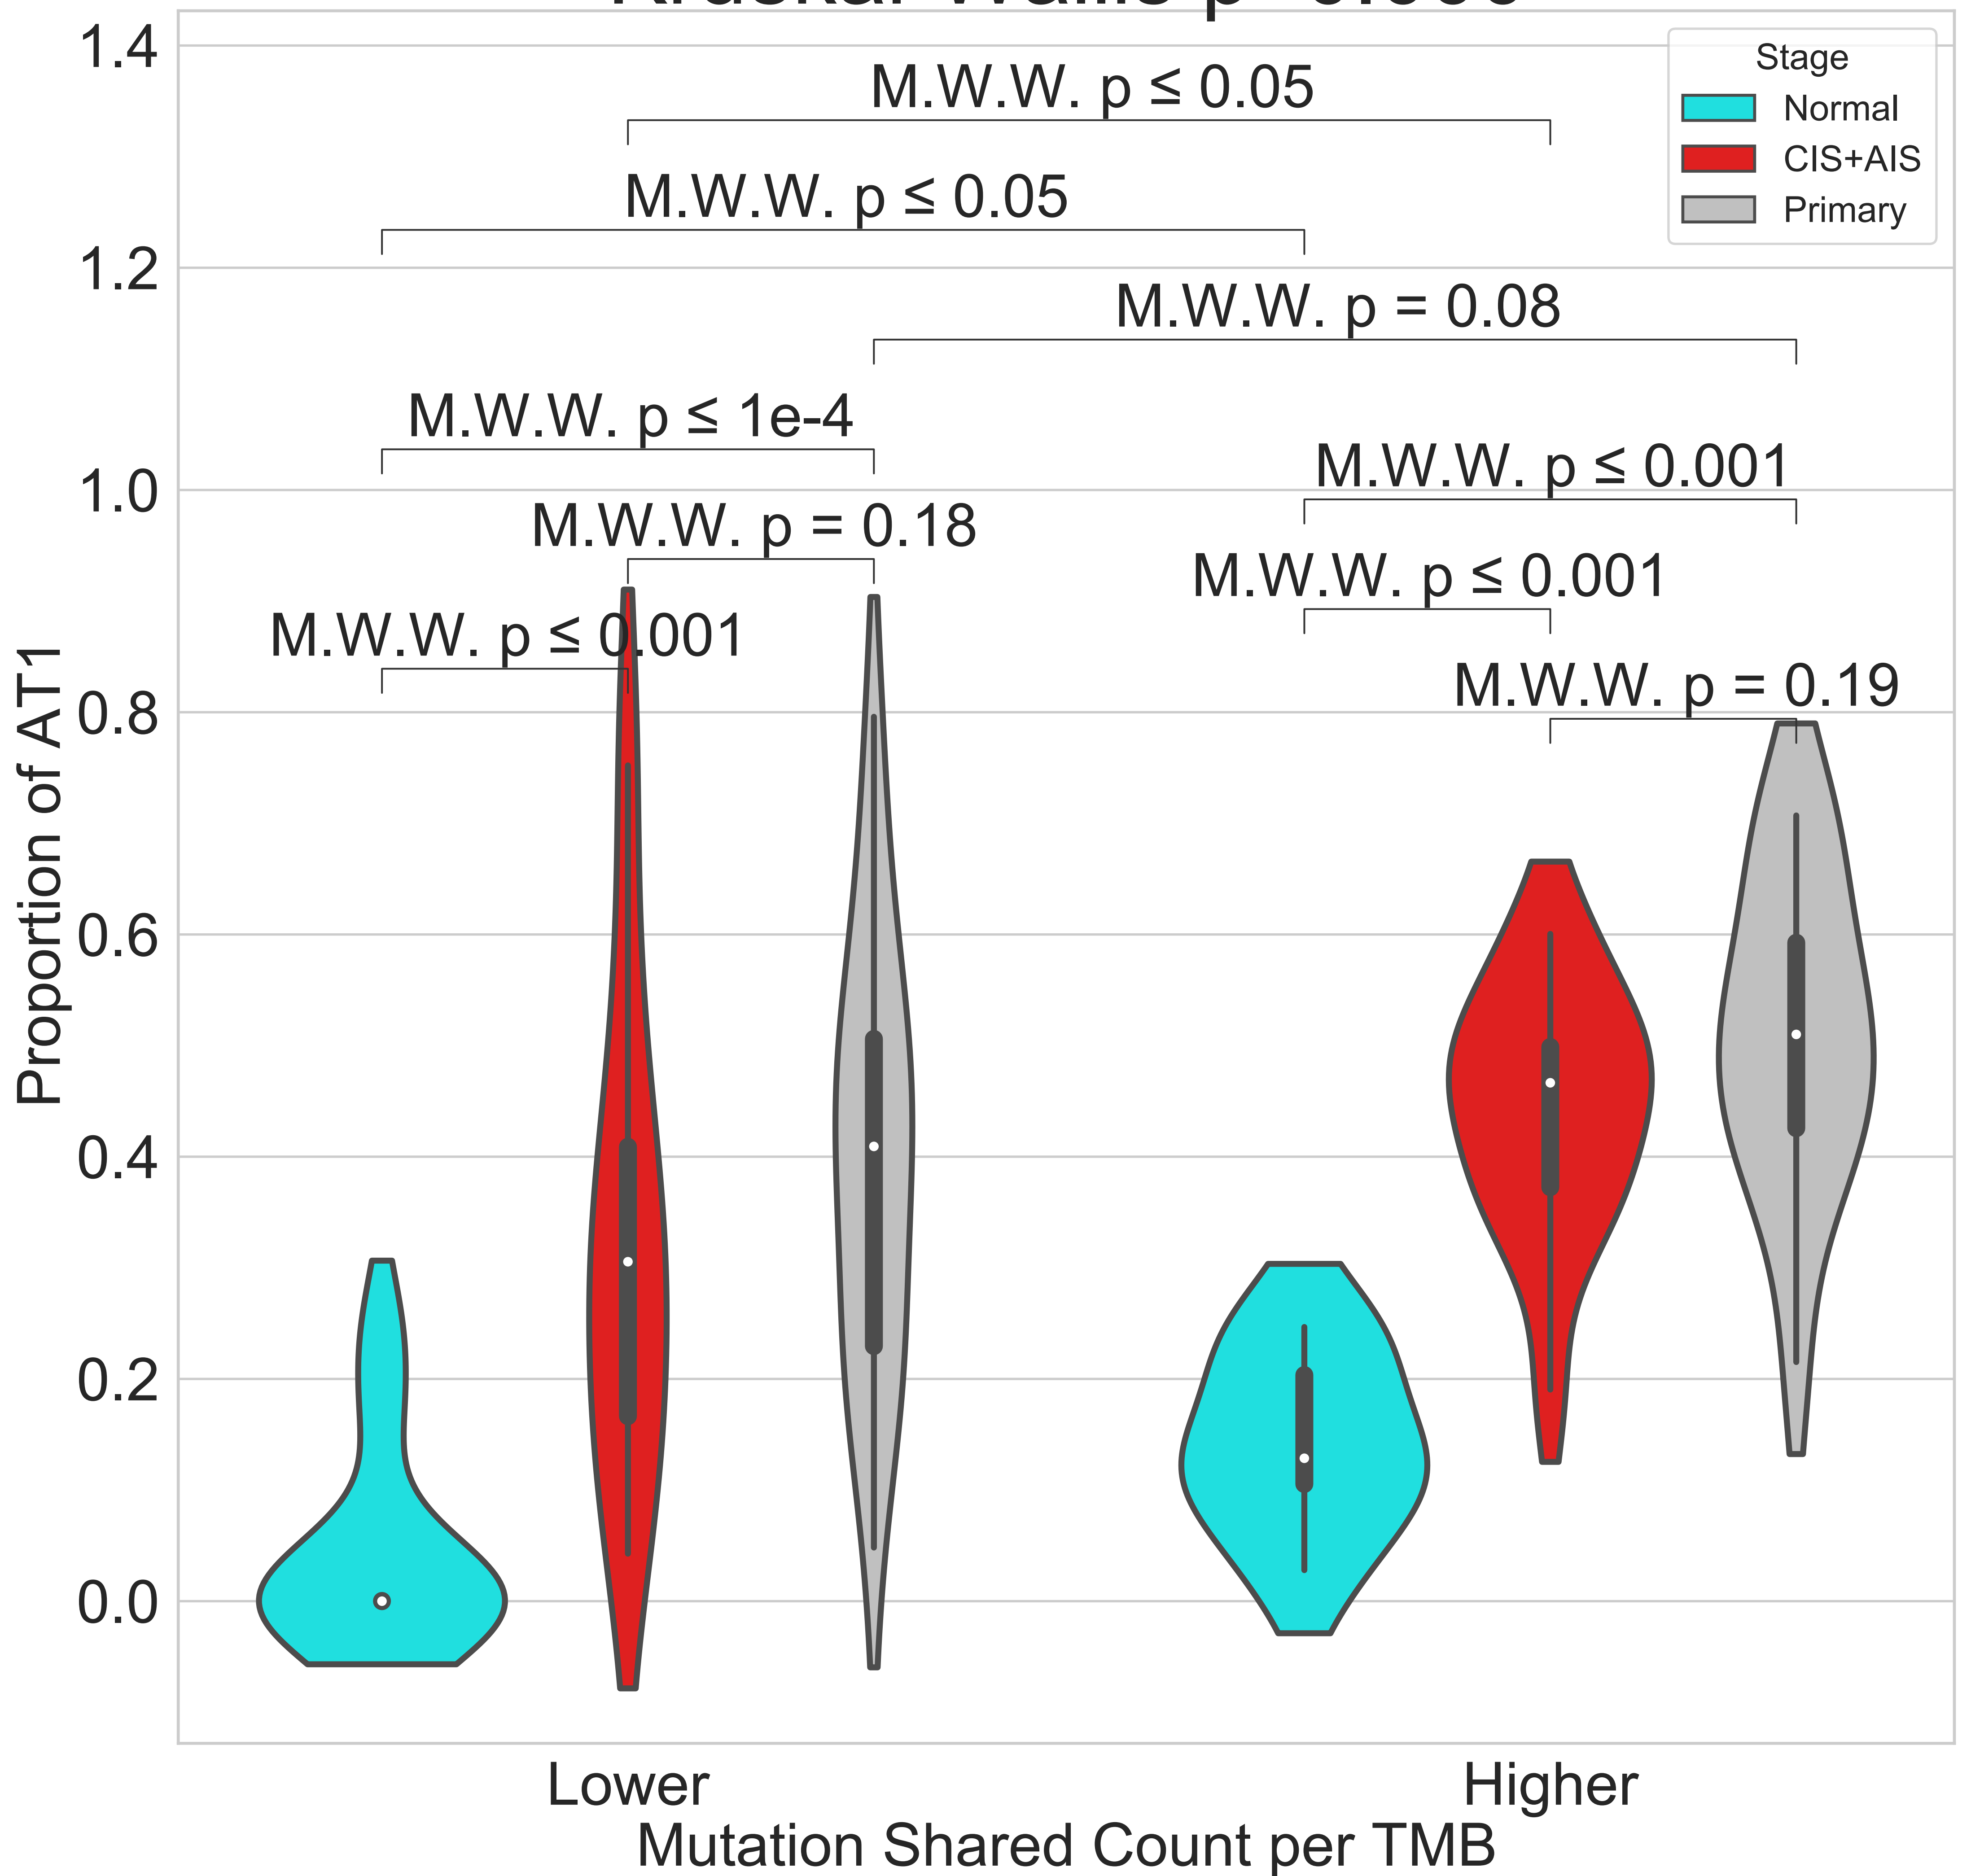 1.4
1.2
1.0
0.8
0.6
0.4
0.2
0.0
Proportion of AT1
M.W.W. p ≤ 0.05
M.W.W. p ≤ 0.05
M.W.W. p = 0.08
M.W.W. p ≤ 1e-4
M.W.W. p ≤ 0.001
M.W.W. p = 0.18
M.W.W. p ≤ 0.001
M.W.W. p ≤ 0.001
M.W.W. p = 0.19
Stage
Normal
CIS+AIS
Primary
Lower
Higher
Mutation Shared Count per TMB